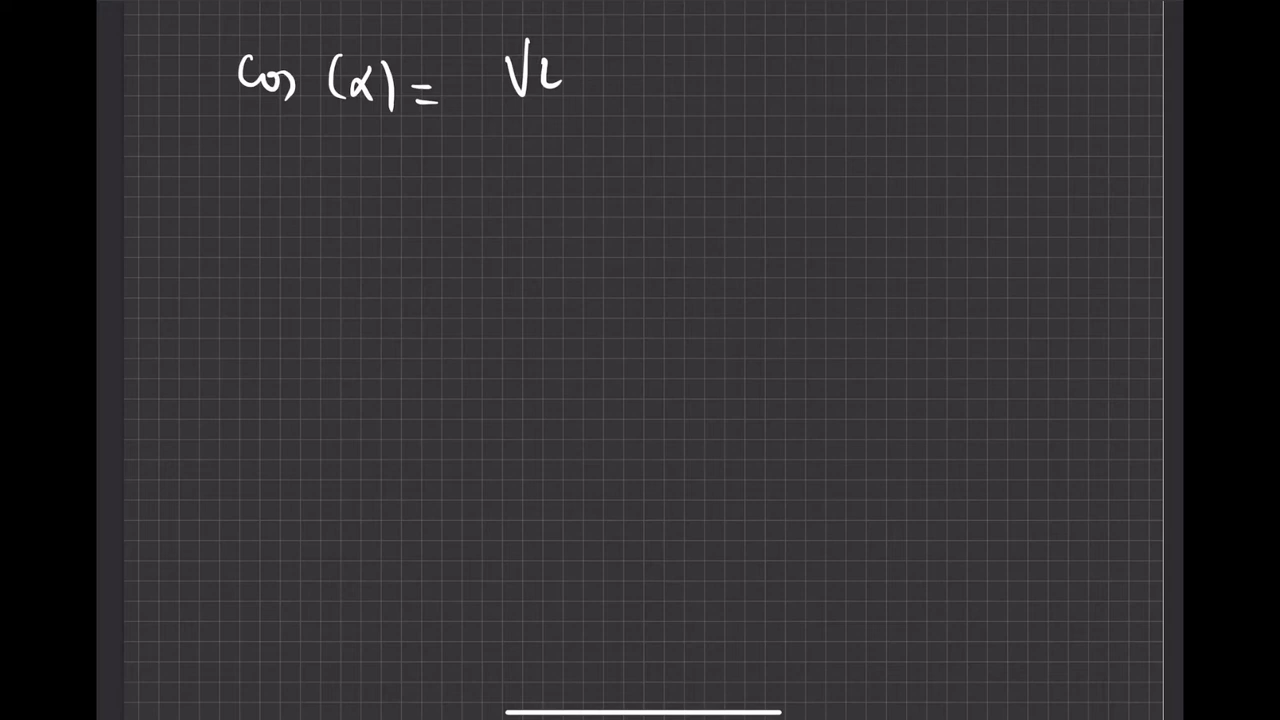 cos (α) = √2